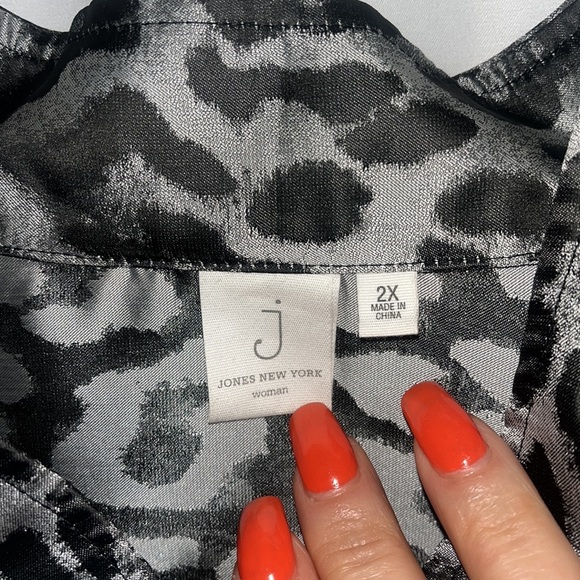 j
JONES NEW YORK
woman
2X
MADE IN
CHINA